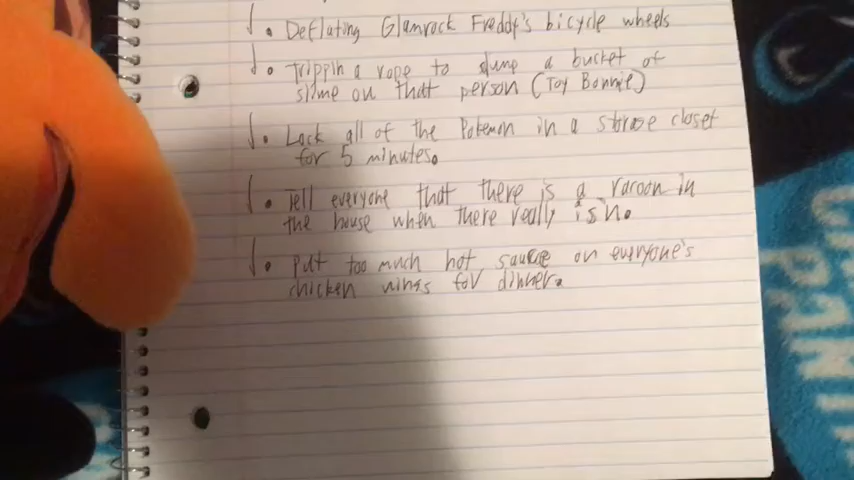 • Deflating Glamrock Freddy's bicycle wheels
• Trippin a rope to dump a bucket of
slime on that person (Toy Bonnie)
• Lock all of the Pokemon in a storage closet
for 5 minutes.
• Tell everyone that there is a racoon in
the house when there really isn.
• Put too much hot sauce on everyone's
chicken wings for dinner.
PANT